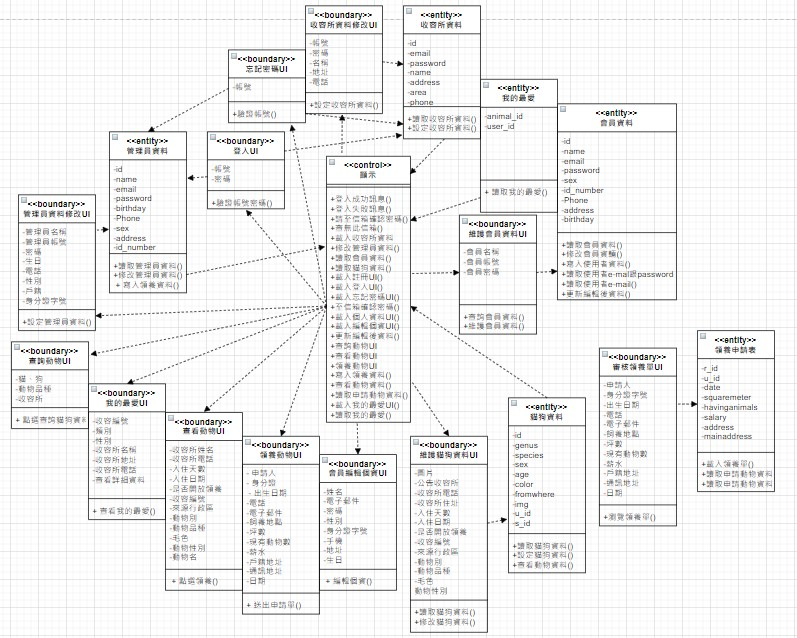 <<boundary>>
收容所資料修改UI
-帳號
-密碼
-名稱
-地址
-電話
+設定收容所資料()
<<entity>>
收容所資料
-id
-email
-password
-name
-address
-area
-phone
+讀取收容所資料()
+設定收容所資料()
<<boundary>>
忘記密碼UI
-帳號
+驗證帳號()
<<entity>>
我的最愛
-animal_id
-user_id
+讀取我的最愛()
<<entity>>
會員資料
-id
-name
-email
-password
-sex
-id_number
-Phone
-address
-birthday
+讀取會員資料()
+修改會員資料()
+寫入使用者資料()
+讀取使用者e-mail跟password
+讀取使用者e-mail()
+更新編輯後資料()
<<entity>>
管理員資料
-id
-name
-email
-password
-birthday
-Phone
-sex
-address
-id_number
+讀取管理員資料()
+修改管理員資料()
+寫入領養資料()
<<boundary>>
登入UI
-帳號
-密碼
+驗證帳號密碼()
<<control>>
顯示
+登入成功訊息()
+登入失敗訊息()
+請至信箱確認密碼()
+查無此信箱()
+載入收容所資料
+修改管理員資料()
+讀取會員資料()
+讀取貓狗資料()
+載入註冊UI()
+載入登入UI()
+載入忘記密碼UI()
+至信箱確認密碼()
+載入個人資料UI()
+載入編輯個資UI()
+更新編輯後資料()
+查詢動物UI()
+查看動物UI()
+領養動物UI()
+寫入領養資料()
+查看動物資料()
+讀取申請動物資料()
+載入我的最愛UI()
+讀取我的最愛()
<<boundary>>
管理員資料修改UI
-管理員名稱
-管理員帳號
-密碼
-生日
-電話
-性別
-戶籍
-身分證字號
+設定管理員資料()
<<boundary>>
維護會員資料UI
-會員名稱
-會員帳號
-會員密碼
+查詢會員資料()
+維護會員資料()
<<boundary>>
查詢動物UI
-貓、狗
-動物品種
-收容所
+點選查詢貓狗資料
<<boundary>>
我的最愛UI
-收容編號
-類別
-性別
-收容所名稱
-收容所地址
-收容所電話
-查看詳細資料
+查看我的最愛()
<<boundary>>
查看動物UI
-收容所姓名
-收容所電話
-入住天數
-入住日期
-是否開放領養
-收容編號
-來源行政區
-動物別
-動物品種
-毛色
-動物性別
-動物名
+點選領養()
<<boundary>>
領養動物UI
-申請人
-身分證
-出生日期
-電話
-電子郵件
-飼養地點
-坪數
-現有動物數
-薪水
-戶籍地址
-通訊地址
-日期
+送出申請單()
<<boundary>>
會員編輯個資UI
-姓名
-電子郵件
-密碼
-性別
-身分證字號
-手機
-地址
-生日
+編輯個資()
<<boundary>>
維護貓狗資料UI
-圖片
-公告收容所
-收容所電話
-收容所住址
-入住天數
-入住日期
-是否開放領養
-收容編號
-來源行政區
-動物別
-動物品種
-毛色
動物性別
+讀取貓狗資料()
+修改貓狗資料()
<<entity>>
貓狗資料
-id
-genus
-species
-sex
-age
-color
-fromwhere
-img
-u_id
-s_id
+讀取貓狗資料()
+設定貓狗資料()
+查看動物資料()
<<boundary>>
審核領養單UI
-申請人
-身分證字號
-出生日期
-電話
-電子郵件
-飼養地點
-坪數
-現有動物數
-薪水
-戶籍地址
-通訊地址
-日期
+瀏覽領養單()
<<entity>>
領養申請表
-r_id
-u_id
-date
-squaremeter
-havinganimals
-salary
-address
-mainaddress
+載入領養單()
+讀取申請動物資料
+讀取申請動物資料